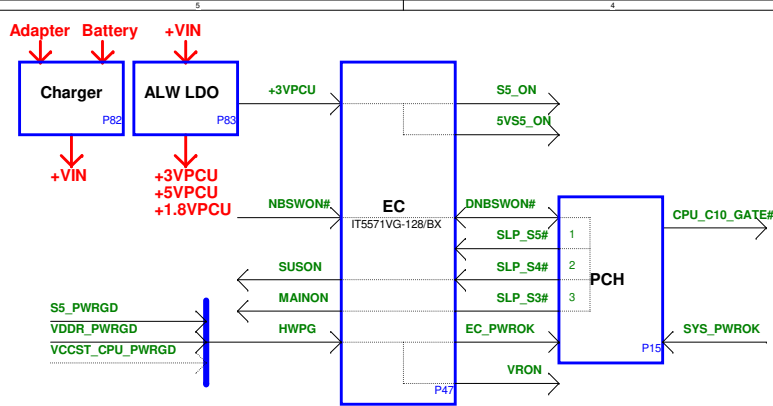 5
4
Adapter Battery +VIN
Charger
P82
ALW LDO
P83
+VIN
+3VPCU
+5VPCU
+1.8VPCU
+3VPCU
S5_ON
5VS5_ON
NBSWON#
EC
IT5571VG-128/BX
DNBSWON#
SLP_S5#
1
SLP_S4#
2
SLP_S3#
3
PCH
CPU_C10_GATE#
SUSON
MAINON
S5_PWRGD
VDDR_PWRGD
VCCST_CPU_PWRGD
HWPG
EC_PWROK
SYS_PWROK
P15
VRON
P47